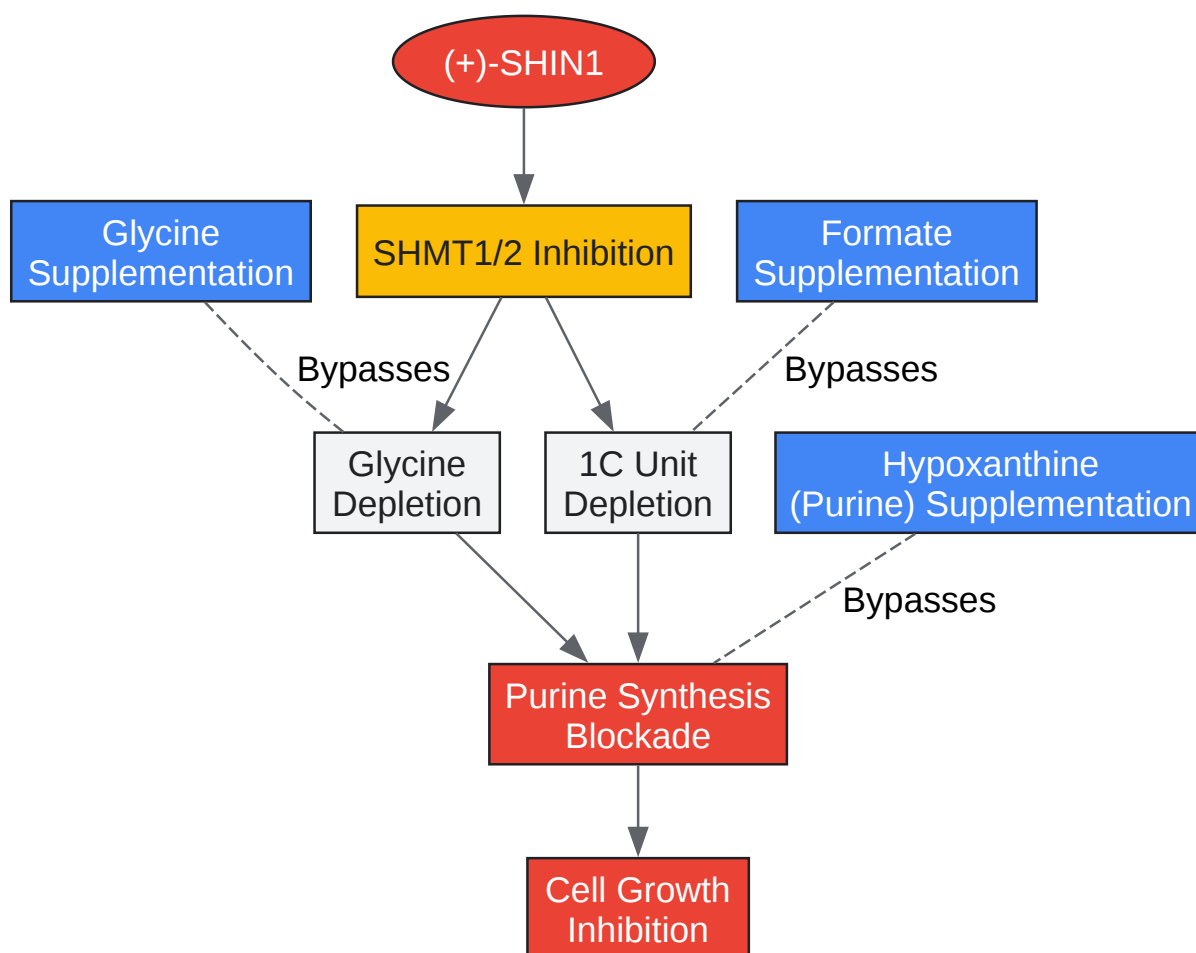 (+)-SHIN1
Glycine
Supplementation
SHMT1/2 Inhibition
Formate
Supplementation
Bypasses
Bypasses
Glycine
Depletion
1C Unit
Depletion
Hypoxanthine
(Purine) Supplementation
Bypasses
Purine Synthesis
Blockade
Cell Growth
Inhibition